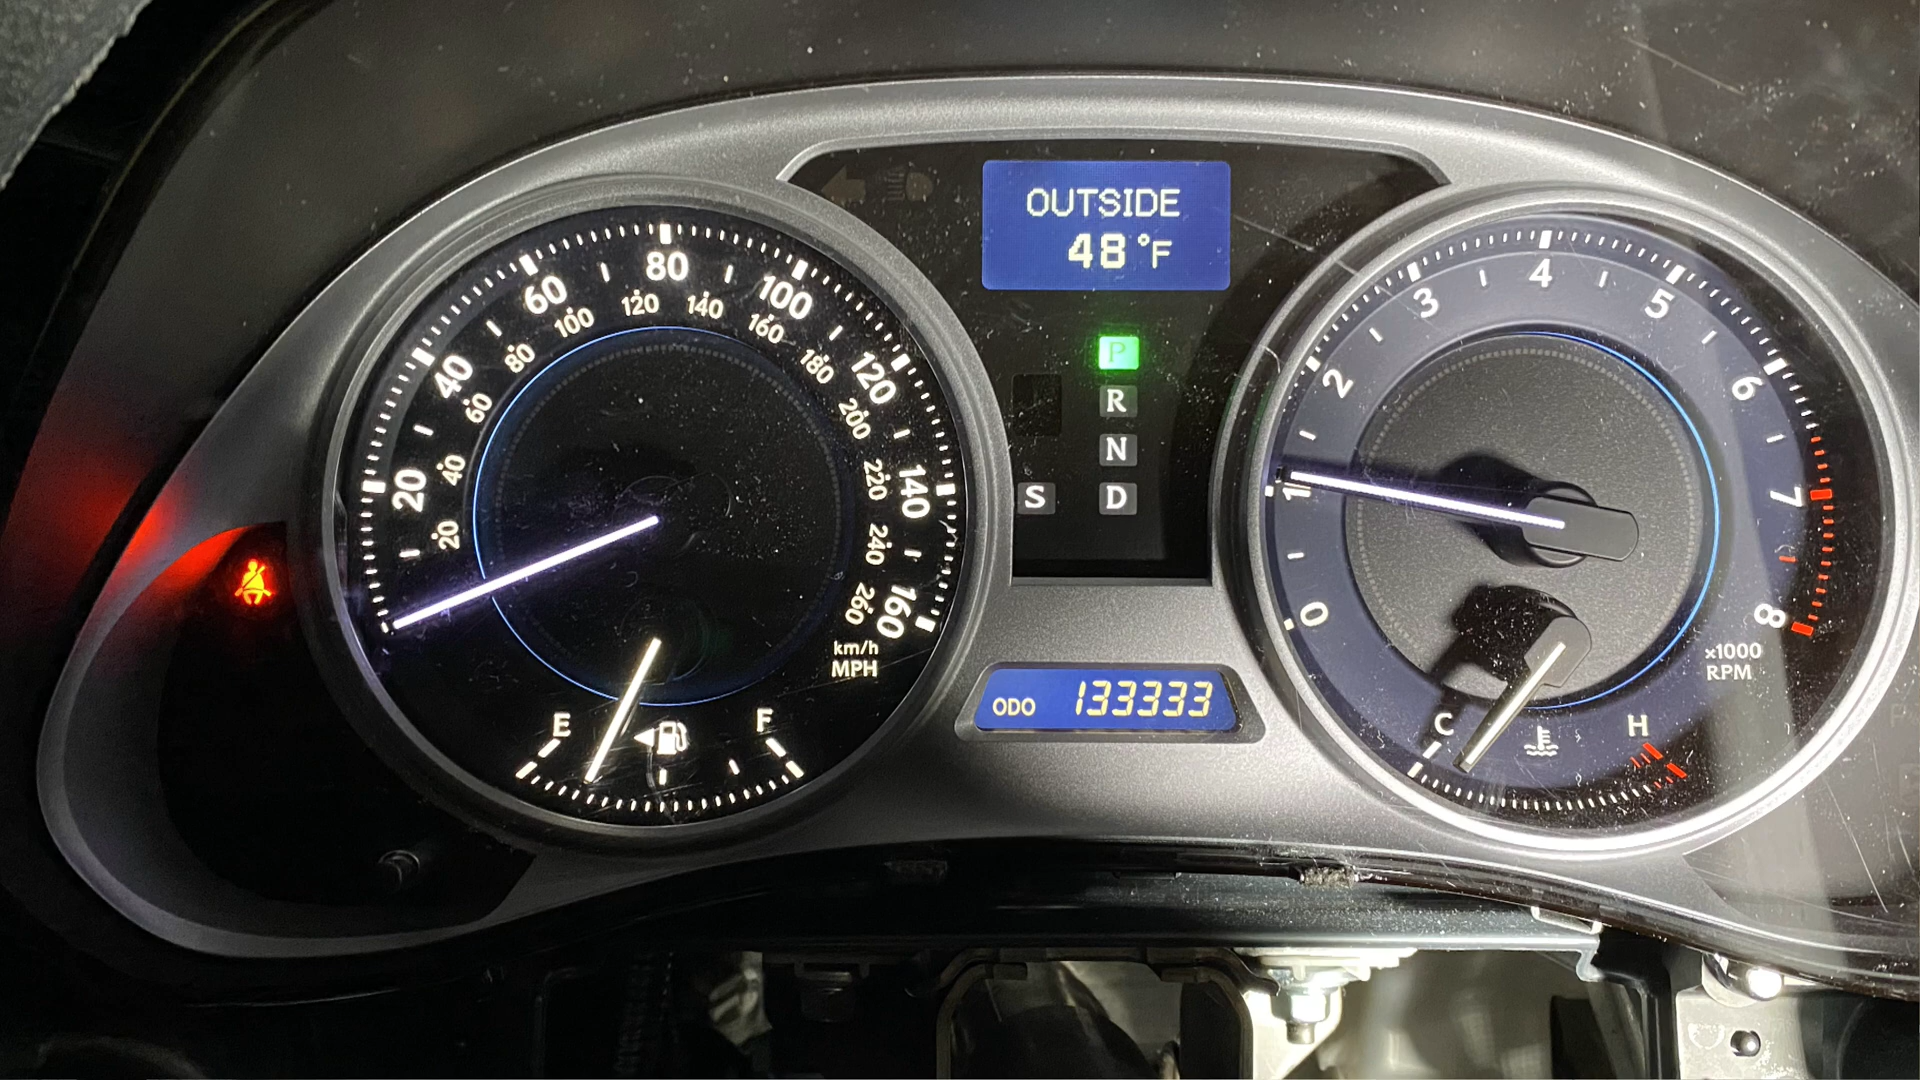 OUTSIDE
48°F
P
R
N
S D
20 40 60 80 100 120 140 160
20 40 60 80 100 120 140 160 180 200 220 240 260
km/h
MPH
E F
ODO 133333
0 1 2 3 4 5 6 7 8
x1000
RPM
C H